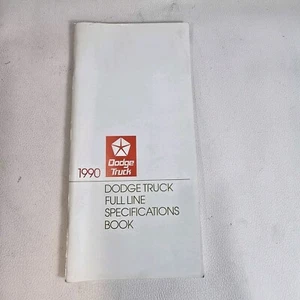 Dodge
Truck
1990
DODGE TRUCK
FULL LINE
SPECIFICATIONS
BOOK